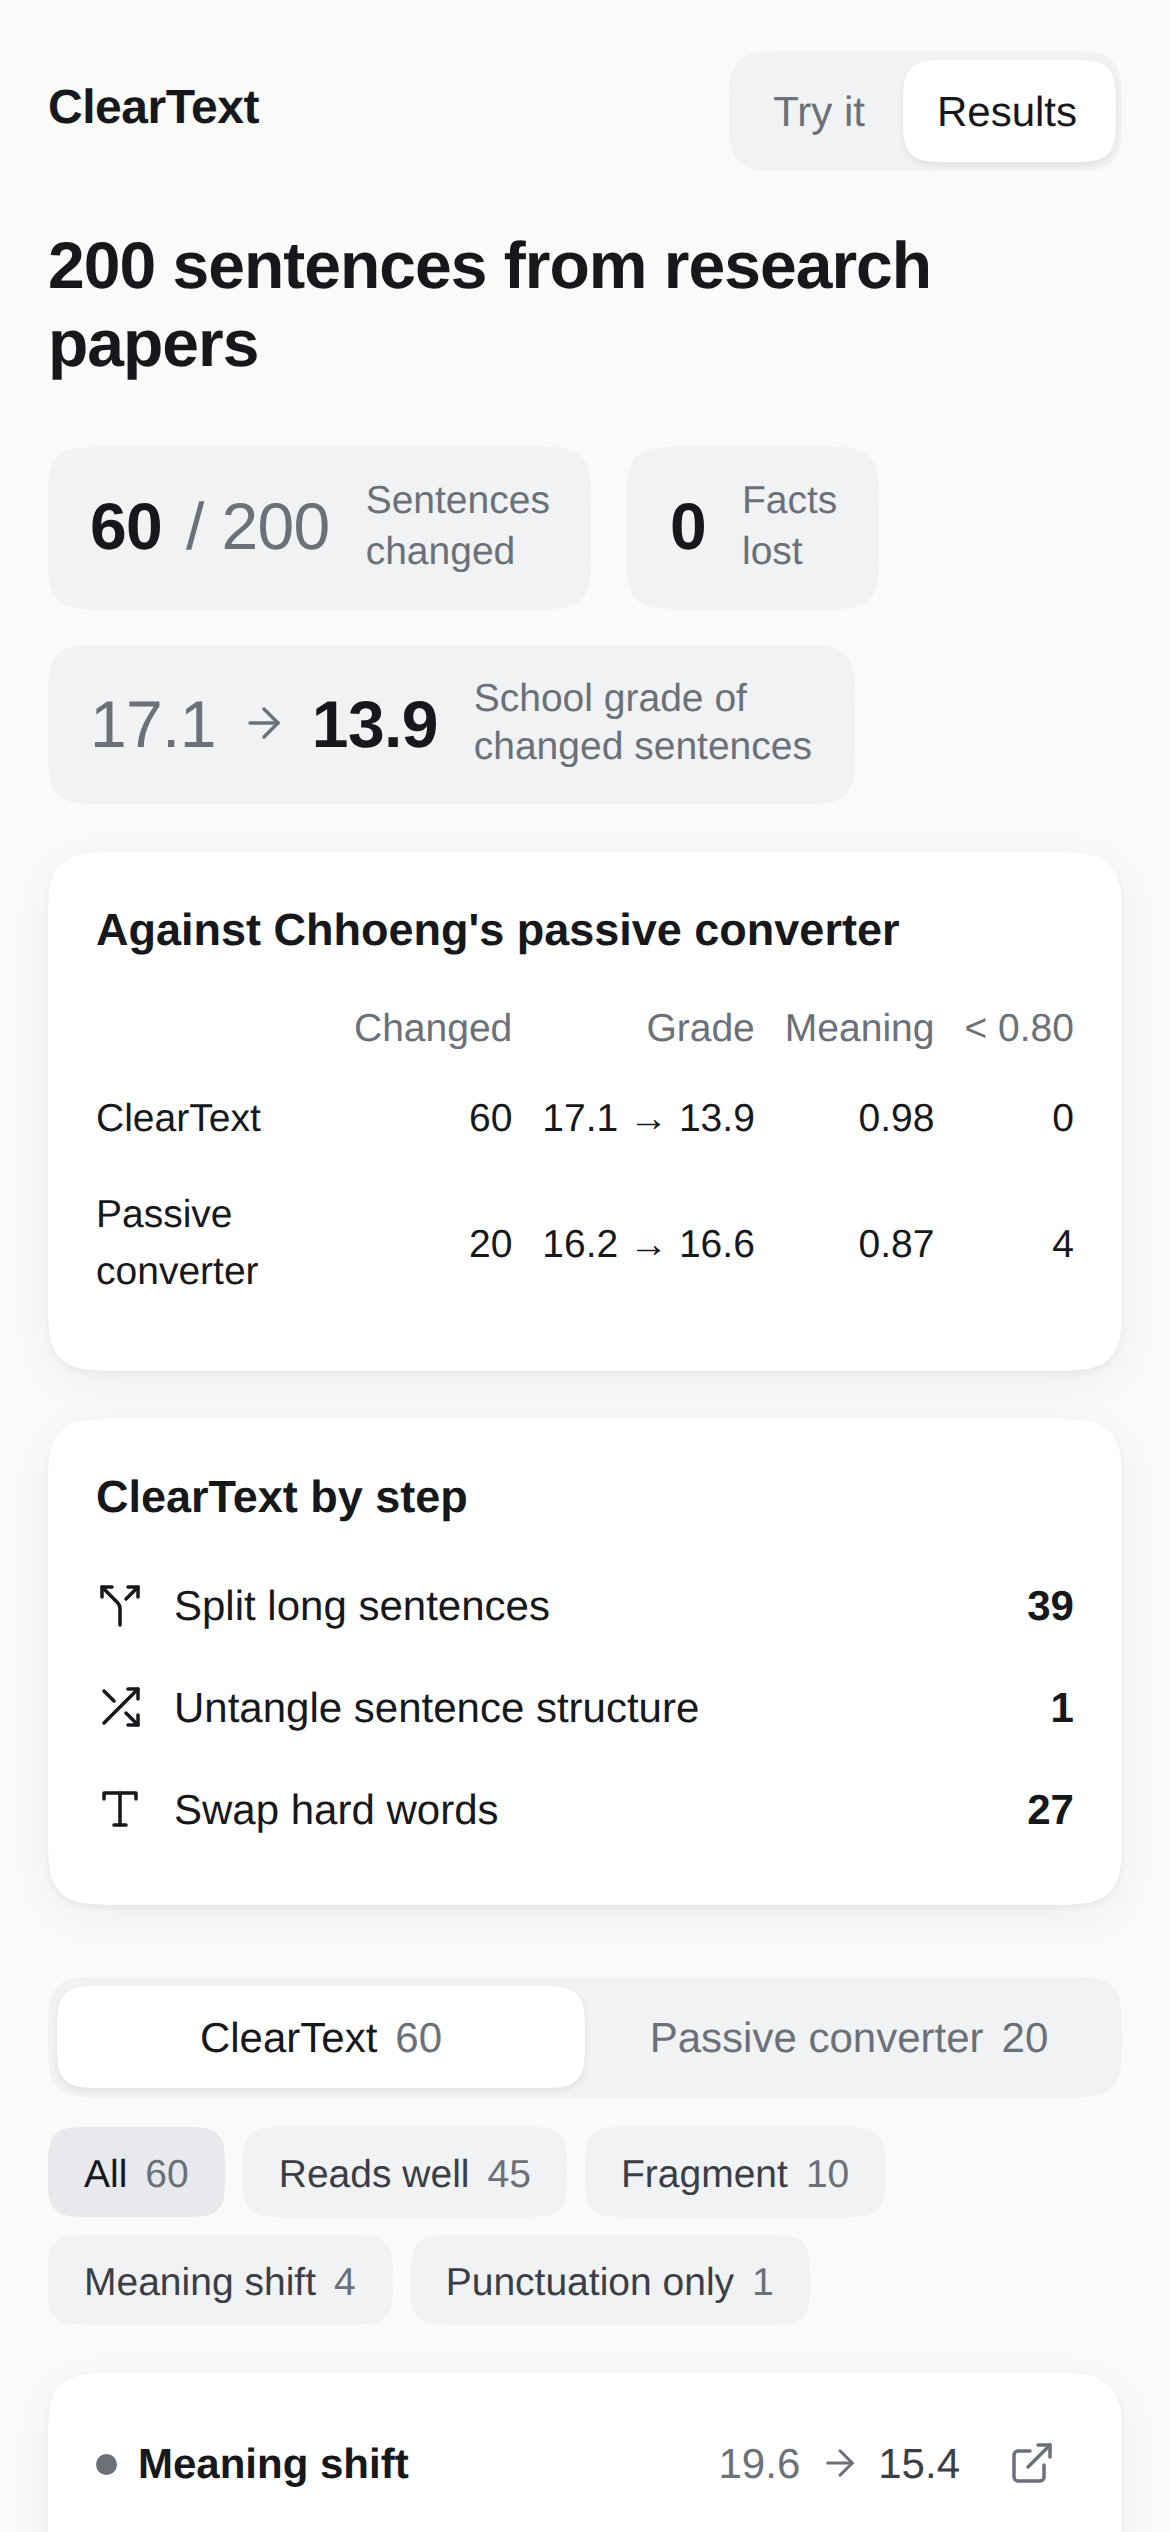 ClearText
Try it
Results
200 sentences from research
papers
60 / 200
Sentences
changed
0
Facts
lost
17.1 → 13.9
School grade of
changed sentences
Against Chhoeng's passive converter
Changed Grade Meaning < 0.80
ClearText 60 17.1 → 13.9 0.98 0
Passive
converter
20 16.2 → 16.6 0.87 4
ClearText by step
Split long sentences 39
Untangle sentence structure 1
Swap hard words 27
ClearText 60
Passive converter 20
All 60
Reads well 45
Fragment 10
Meaning shift 4
Punctuation only 1
Meaning shift 19.6 → 15.4